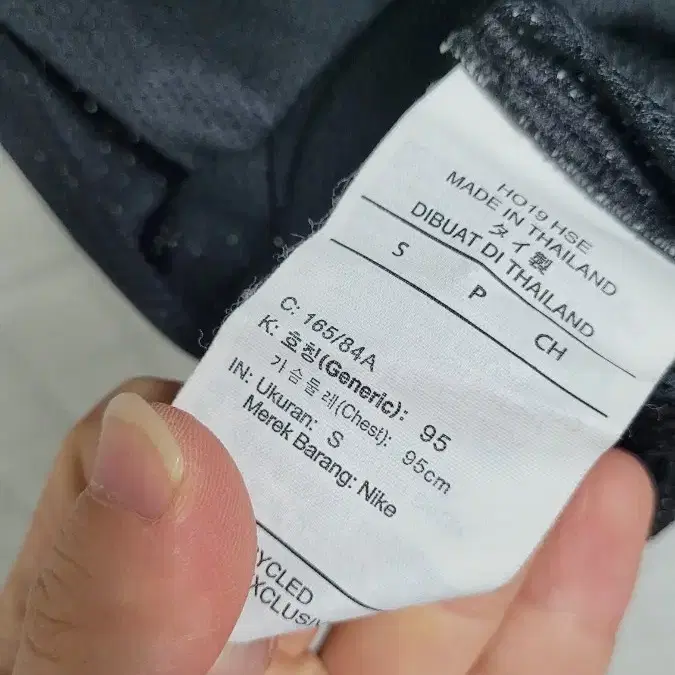 HO19 HSE
MADE IN THAILAND
タイ製
DIBUAT DI THAILAND
S P CH
C: 165/84A
K: 호칭(Generic): 95
가슴둘레(Chest): 95cm
IN: Ukuran: S
Merek Barang: Nike